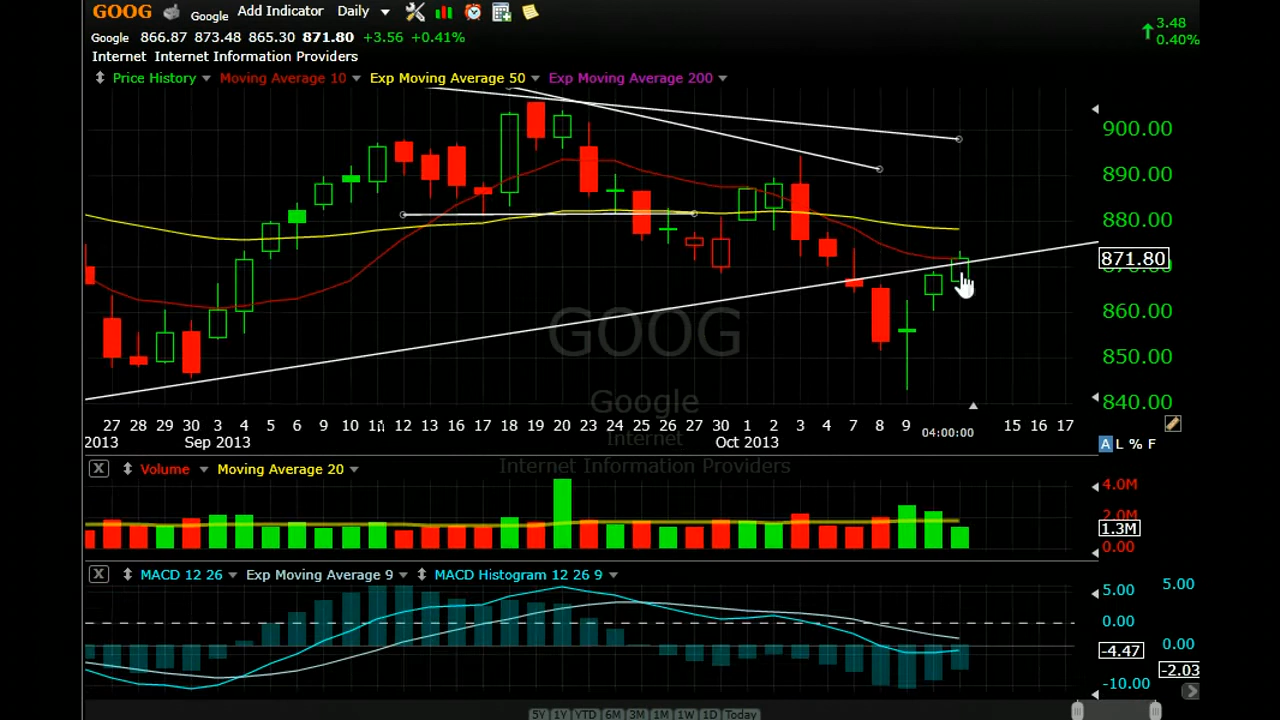 GOOG Google Add Indicator Daily
3.48
0.40%
Google 866.87 873.48 865.30 871.80 +3.56 +0.41%
Internet Internet Information Providers
Price History Moving Average 10 Exp Moving Average 50 Exp Moving Average 200
900.00
890.00
880.00
871.80
860.00
850.00
840.00
GOOG
Google
Internet
Internet Information Providers
27 28 29 30 3 4 5 6 9 10 11 12 13 16 17 18 19 20 23 24 25 26 27 30 1 2 3 4 7 8 9 04:00:00 15 16 17
2013 Sep 2013 Oct 2013
A L % F
X Volume Moving Average 20
4.0M
2.0M
1.3M
0.00
X MACD 12 26 Exp Moving Average 9 MACD Histogram 12 26 9
5.00 5.00
0.00
0.00
-4.47
-2.03
-10.00
5Y 1Y YTD 6M 3M 1M 1W 1D Today